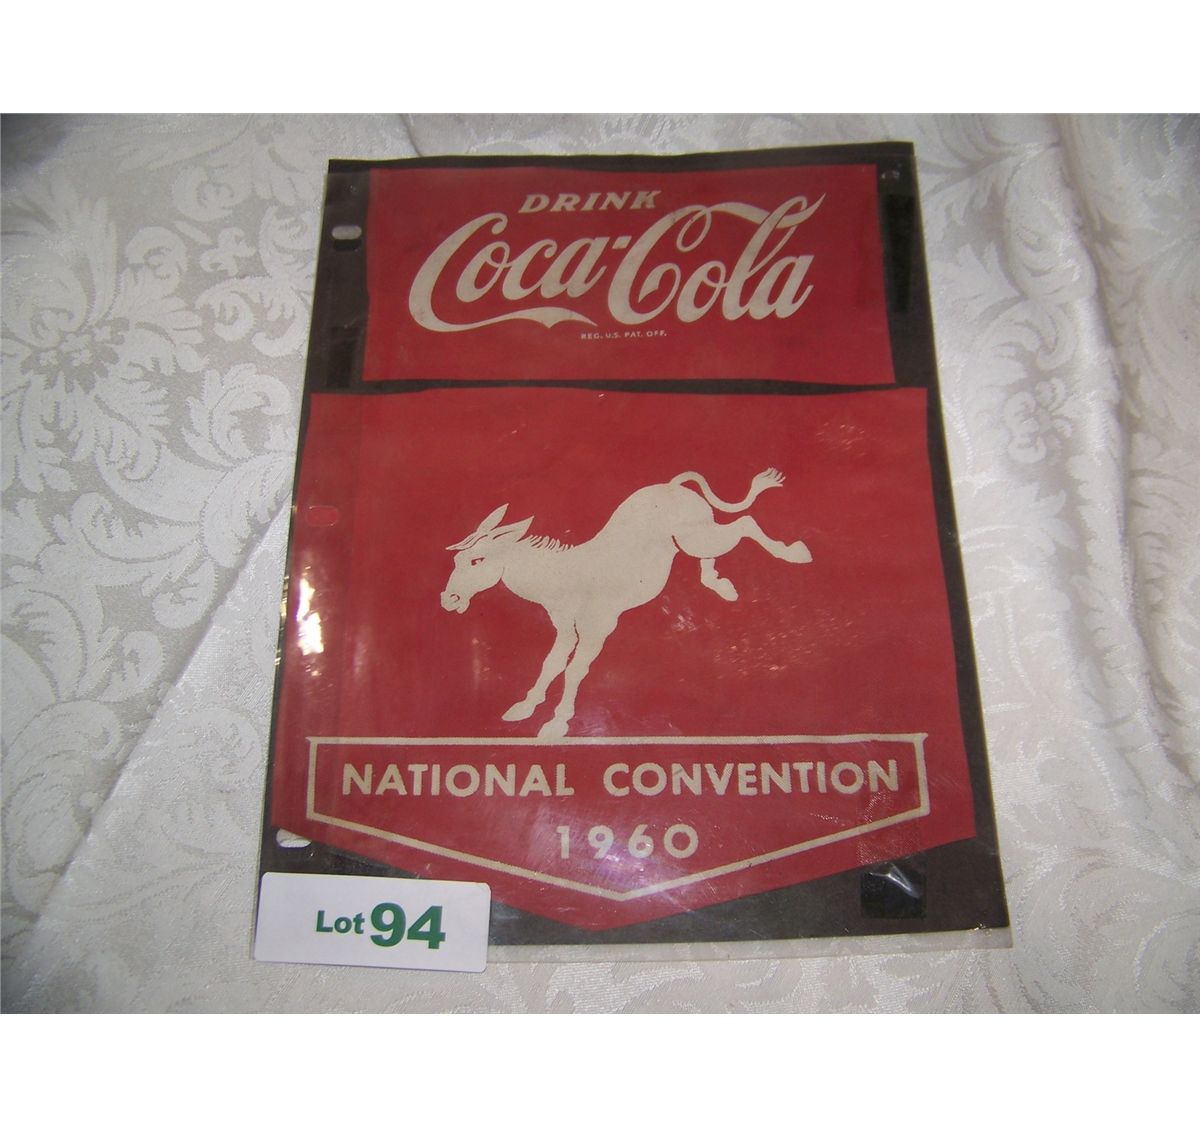 DRINK
Coca-Cola
REG. U.S. PAT. OFF.
NATIONAL CONVENTION
1960
Lot 94